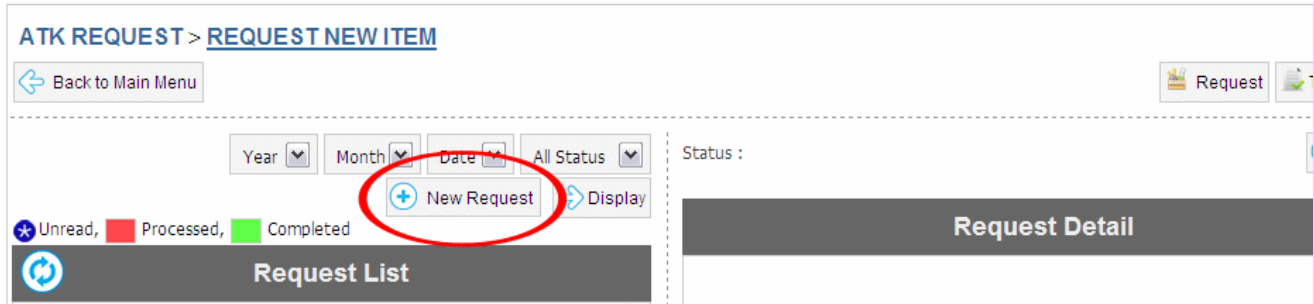 ATK REQUEST > REQUEST NEW ITEM
Back to Main Menu
Request
Year Month Date All Status
Status :
New Request Display
Unread, Processed, Completed
Request List
Request Detail